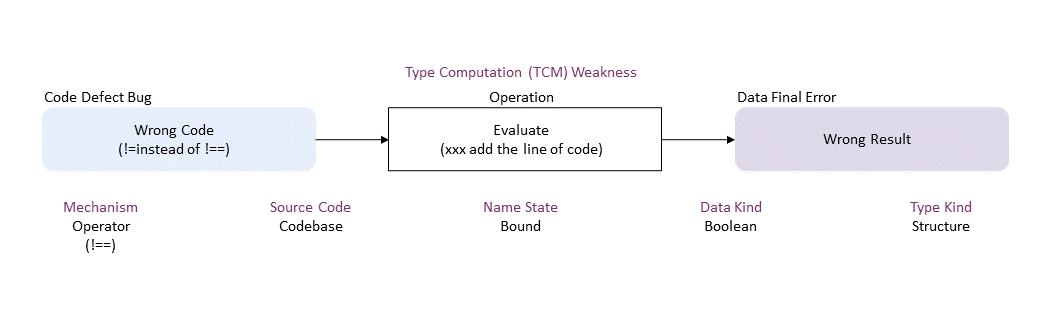 Type Computation (TCM) Weakness
Code Defect Bug
Operation
Data Final Error
Wrong Code
(!=instead of !==)
Evaluate
(xxx add the line of code)
Wrong Result
Mechanism
Operator
(!==)
Source Code
Codebase
Name State
Bound
Data Kind
Boolean
Type Kind
Structure